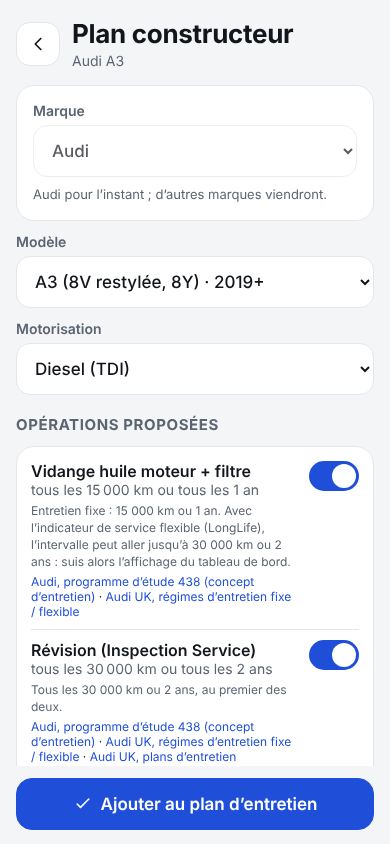 Plan constructeur
Audi A3
Marque
Audi
Audi pour l’instant ; d’autres marques viendront.
Modèle
A3 (8V restylée, 8Y) · 2019+
Motorisation
Diesel (TDI)
OPÉRATIONS PROPOSÉES
Vidange huile moteur + filtre
tous les 15 000 km ou tous les 1 an
Entretien fixe : 15 000 km ou 1 an. Avec
l’indicateur de service flexible (LongLife),
l’intervalle peut aller jusqu’à 30 000 km ou 2
ans : suis alors l’affichage du tableau de bord.
Audi, programme d’étude 438 (concept
d’entretien) · Audi UK, régimes d’entretien fixe
/ flexible
Révision (Inspection Service)
tous les 30 000 km ou tous les 2 ans
Tous les 30 000 km ou 2 ans, au premier des
deux.
Audi, programme d’étude 438 (concept
d’entretien) · Audi UK, régimes d’entretien fixe
/ flexible · Audi UK, plans d’entretien
Ajouter au plan d’entretien